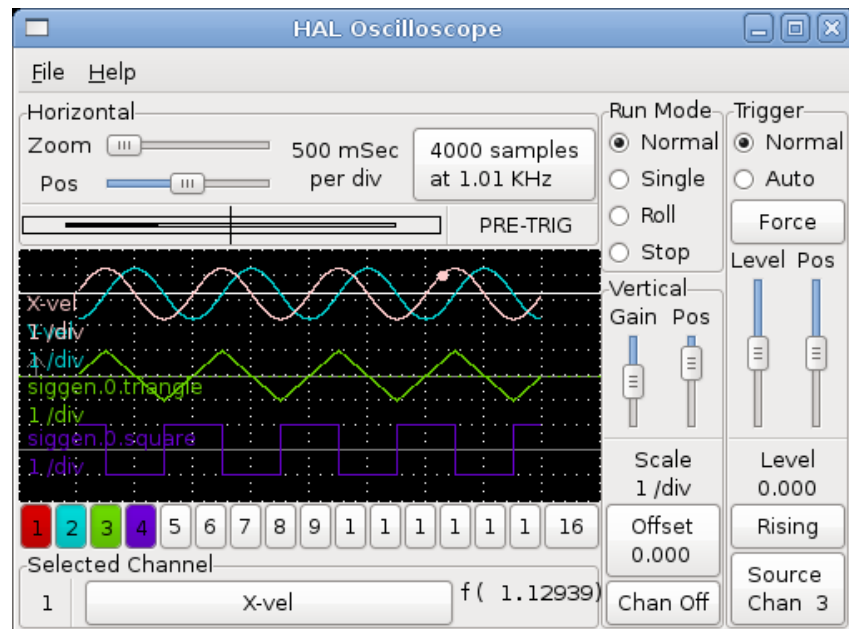 HAL Oscilloscope
File Help
Horizontal
Zoom
Pos
500 mSec
per div
4000 samples
at 1.01 KHz
PRE-TRIG
Run Mode
Normal
Single
Roll
Stop
Trigger
Normal
Auto
Force
Level Pos
X-vel
1 /div
Y-vel
1 /div
siggen.0.triangle
1 /div
siggen.0.square
1 /div
Vertical
Gain Pos
Scale
1 /div
Offset
0.000
Chan Off
Level
0.000
Rising
Source
Chan 3
1 2 3 4 5 6 7 8 9 1 1 1 1 1 1 16
Selected Channel
1 X-vel f( 1.12939)